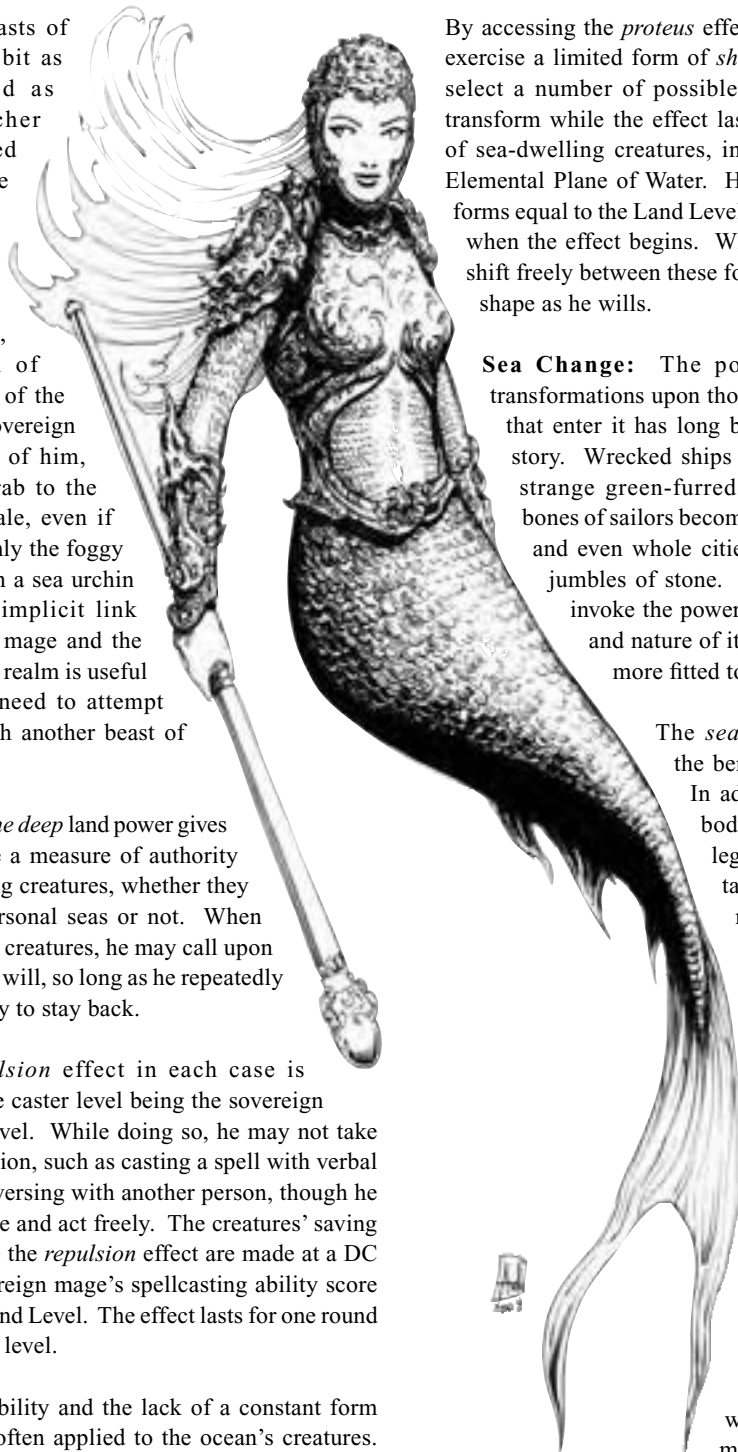 asts of
bit as
d as
cher
ed
e
,
of
of the
overeign
of him,
rab to the
ale, even if
nly the foggy
n a sea urchin
implicit link
mage and the
realm is useful
need to attempt
h another beast of
he deep land power gives
e a measure of authority
g creatures, whether they
ersonal seas or not. When
creatures, he may call upon
will, so long as he repeatedly
y to stay back.
lsion effect in each case is
e caster level being the sovereign
vel. While doing so, he may not take
ion, such as casting a spell with verbal
versing with another person, though he
e and act freely. The creatures’ saving
the repulsion effect are made at a DC
reign mage’s spellcasting ability score
nd Level. The effect lasts for one round
level.
bility and the lack of a constant form
often applied to the ocean’s creatures.
By accessing the proteus effe
exercise a limited form of sh
select a number of possible
transform while the effect las
of sea-dwelling creatures, in
Elemental Plane of Water. H
forms equal to the Land Level
when the effect begins. W
shift freely between these fo
shape as he wills.
Sea Change: The po
transformations upon tho
that enter it has long b
story. Wrecked ships
strange green-furred
bones of sailors becom
and even whole citie
jumbles of stone.
invoke the power
and nature of it
more fitted to
The sea
the ber
In ad
bod
leg
ta
r
w
m